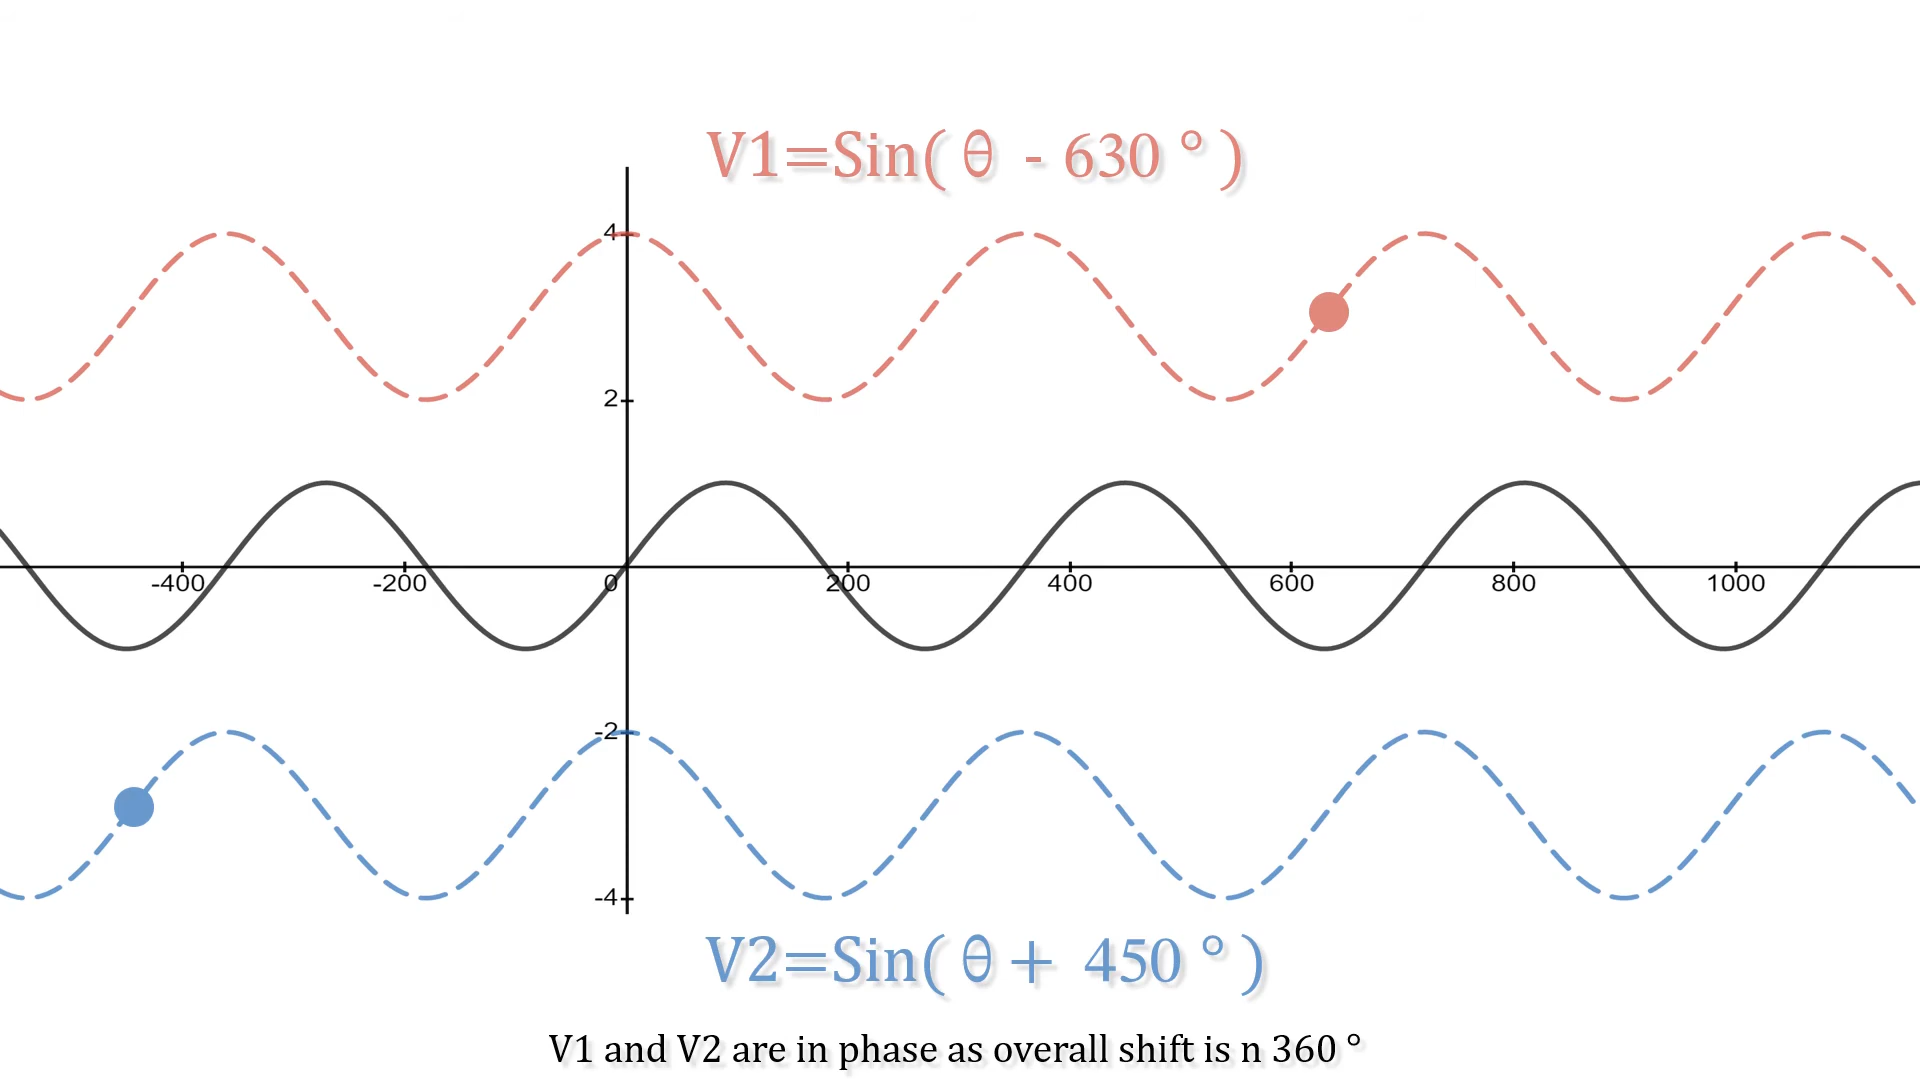 V1=Sin( θ - 630 ° )
4
2
-400 -200 0 200 400 600 800 1000
-2
-4
V2=Sin( θ + 450 ° )
V1 and V2 are in phase as overall shift is n 360 °